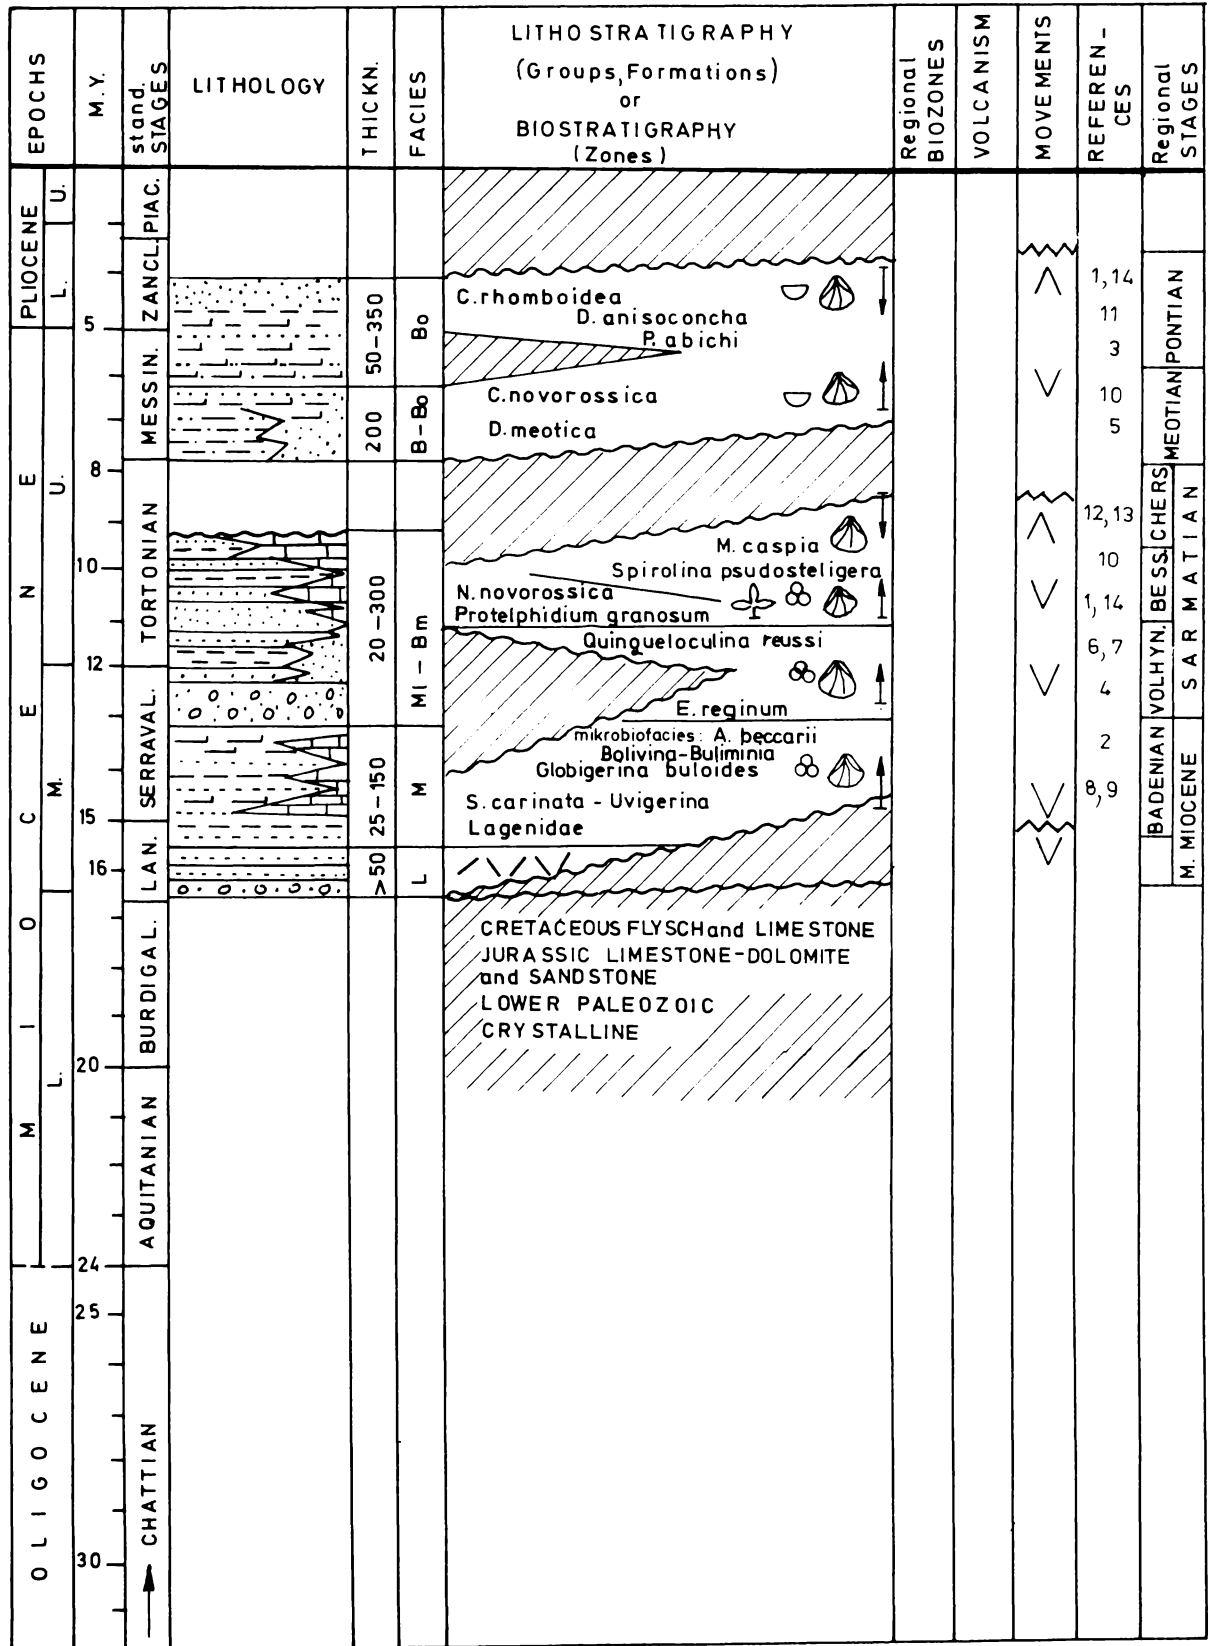 EPOCHS
M.Y.
stand. STAGES
LITHOLOGY
THICKN.
FACIES
LITHOSTRATIGRAPHY
(Groups, Formations)
or
BIOSTRATIGRAPHY
(Zones)
Regional BIOZONES
VOLCANISM
MOVEMENTS
REFEREN-
CES
Regional STAGES
PLIOCENE
U.
L.
MIOCENE
U.
M.
L.
OLIGOCENE
5
8
10
12
15
16
20
24
25
30
PIAC.
ZANCL.
MESSIN.
TORTONIAN
SERRAVAL.
LAN.
BURDIGAL.
AQUITANIAN
CHATTIAN
50-350
200
20-300
25-150
>50
Bo
B-Bo
Ml-Bm
M
L
C.rhomboidea
D. anisoconcha
P. abichi
C.novorossica
D. meotica
M. caspia
Spirolina psudosteligera
N. novorossica
Protelphidium granosum
Quinqueloculina reussi
E. reginum
mikrobiofacies: A. beccarii
Bolivina-Buliminia
Globigerina buloides
S. carinata - Uvigerina
Lagenidae
CRETACEOUS FLYSCH and LIMESTONE
JURASSIC LIMESTONE-DOLOMITE
and SANDSTONE
LOWER PALEOZOIC
CRYSTALLINE
1,14
11
3
10
5
12,13
10
1,14
6,7
4
2
8,9
PONTIAN
MEOTIAN
CHERS.
BESS.
VOLHYN.
BADENIAN
SARMATIAN
M. MIOCENE